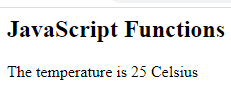 JavaScript Functions
The temperature is 25 Celsius